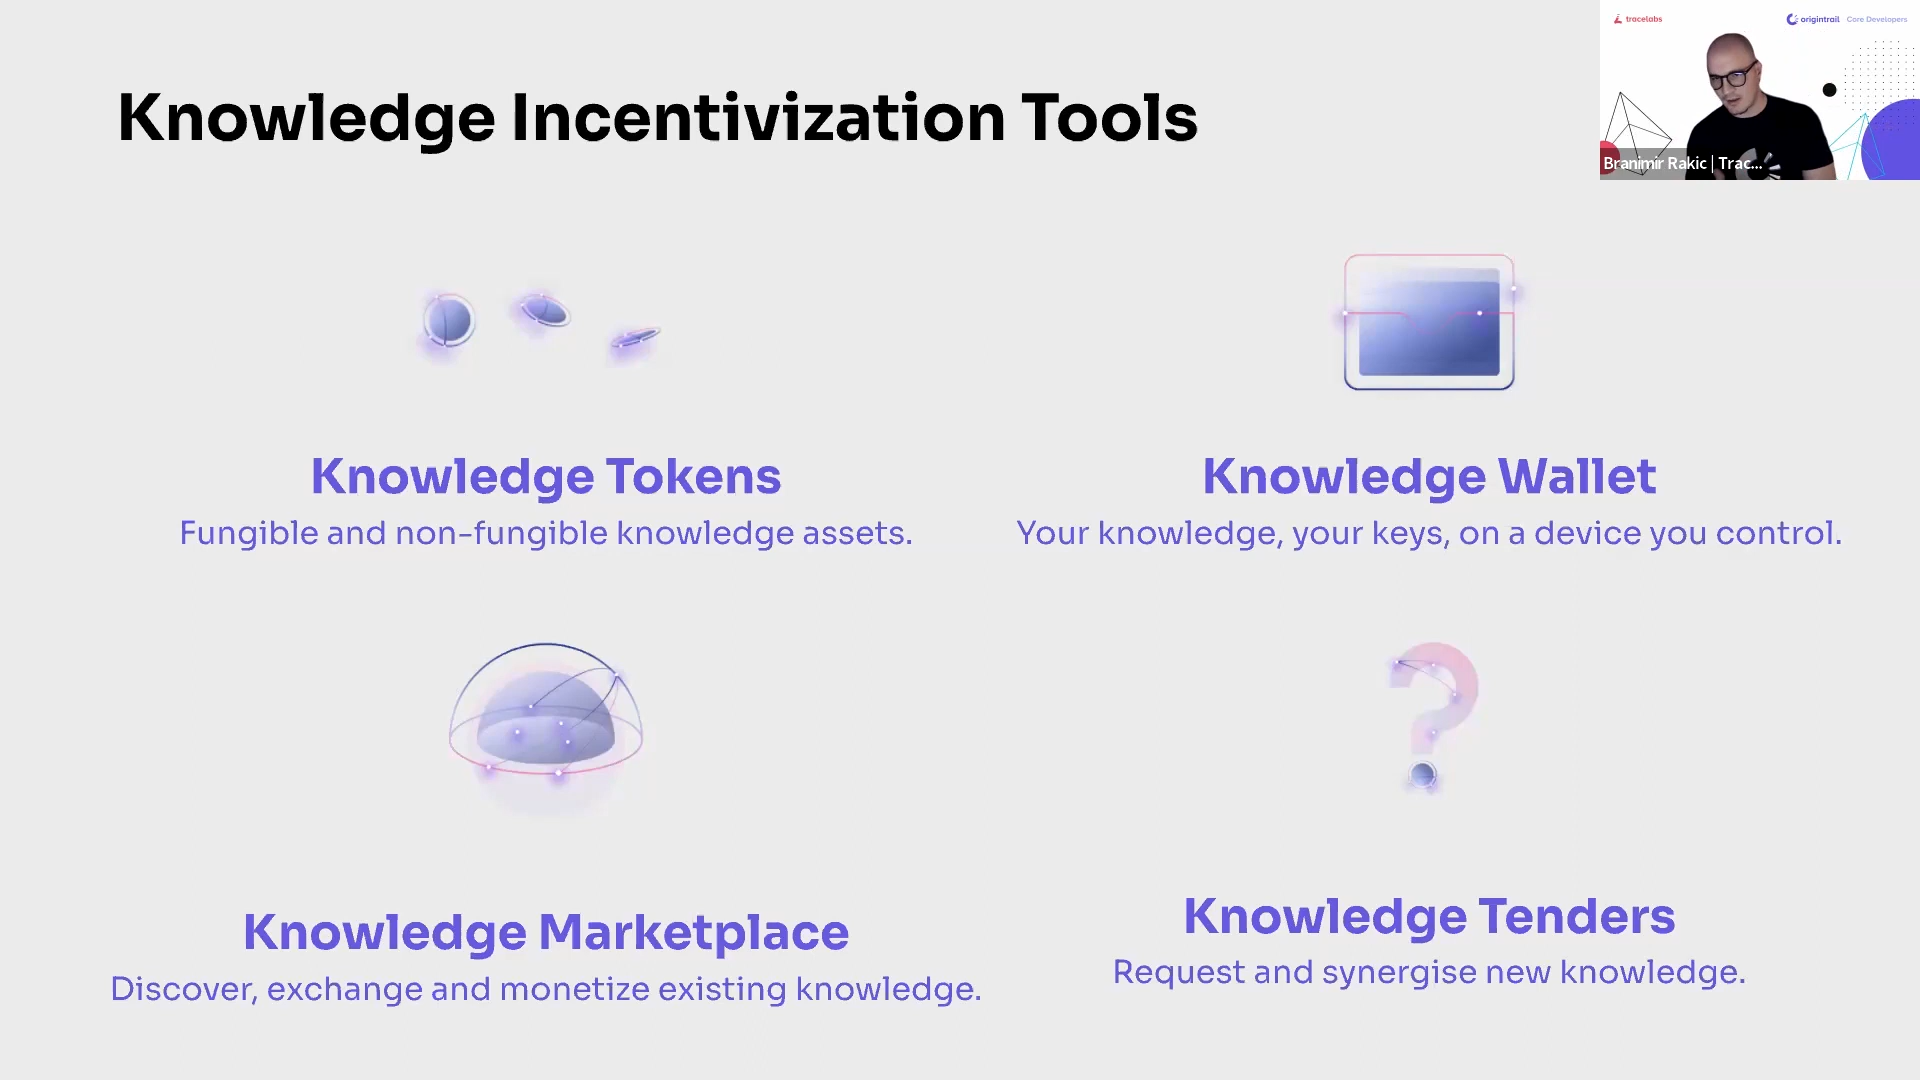 Knowledge Incentivization Tools
tracelabs
origintrail Core Developers
Branimir Rakic | Trac...
Knowledge Tokens
Fungible and non-fungible knowledge assets.
Knowledge Wallet
Your knowledge, your keys, on a device you control.
Knowledge Marketplace
Discover, exchange and monetize existing knowledge.
Knowledge Tenders
Request and synergise new knowledge.